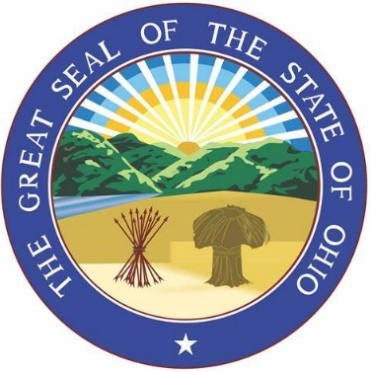 THE GREAT SEAL OF THE STATE OF OHIO